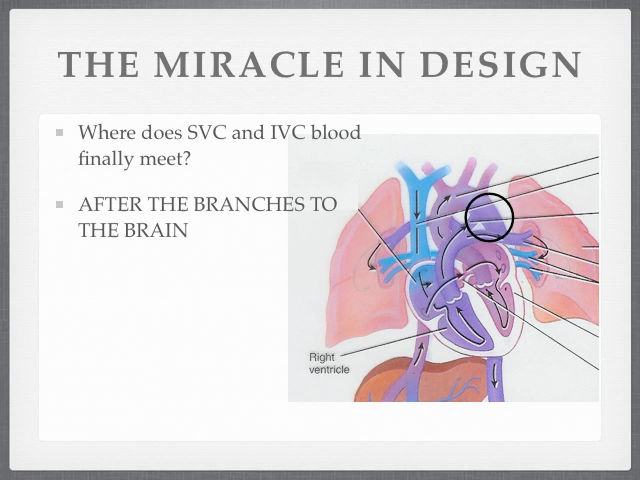 THE MIRACLE IN DESIGN
Where does SVC and IVC blood
finally meet?
AFTER THE BRANCHES TO
THE BRAIN
Right
ventricle